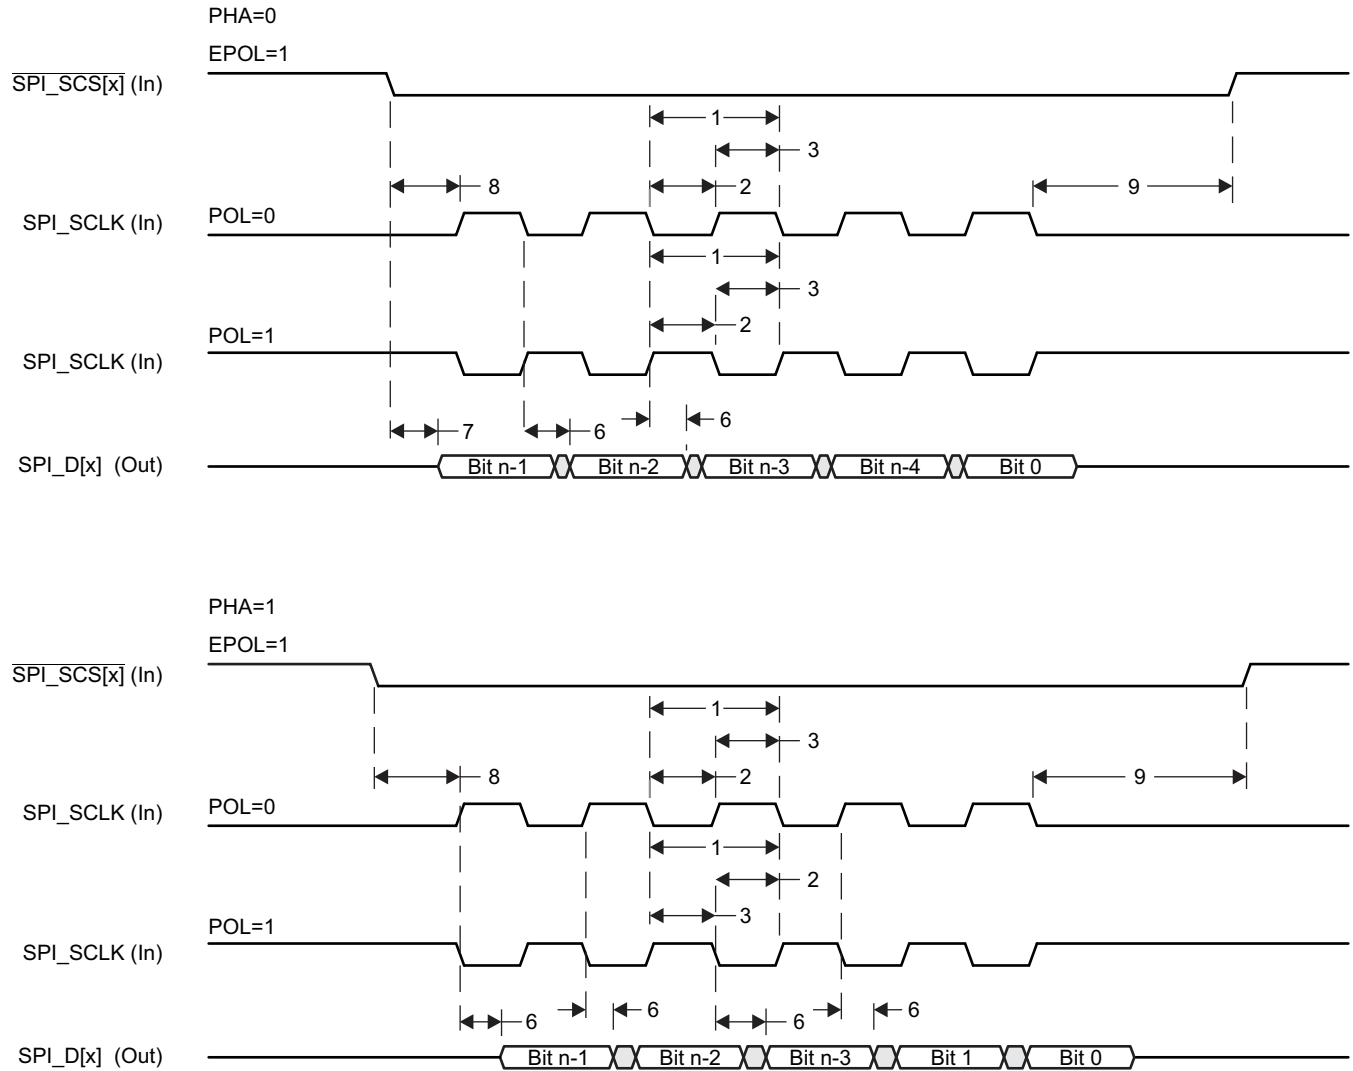 PHA=0
EPOL=1
SPI_SCS[x] (In)
1
3
8
2
9
SPI_SCLK (In)
POL=0
1
3
2
POL=1
SPI_SCLK (In)
7
6
6
SPI_D[x] (Out)
Bit n-1
Bit n-2
Bit n-3
Bit n-4
Bit 0
PHA=1
EPOL=1
SPI_SCS[x] (In)
1
3
8
2
9
SPI_SCLK (In)
POL=0
1
2
3
POL=1
SPI_SCLK (In)
6
6
6
6
SPI_D[x] (Out)
Bit n-1
Bit n-2
Bit n-3
Bit 1
Bit 0